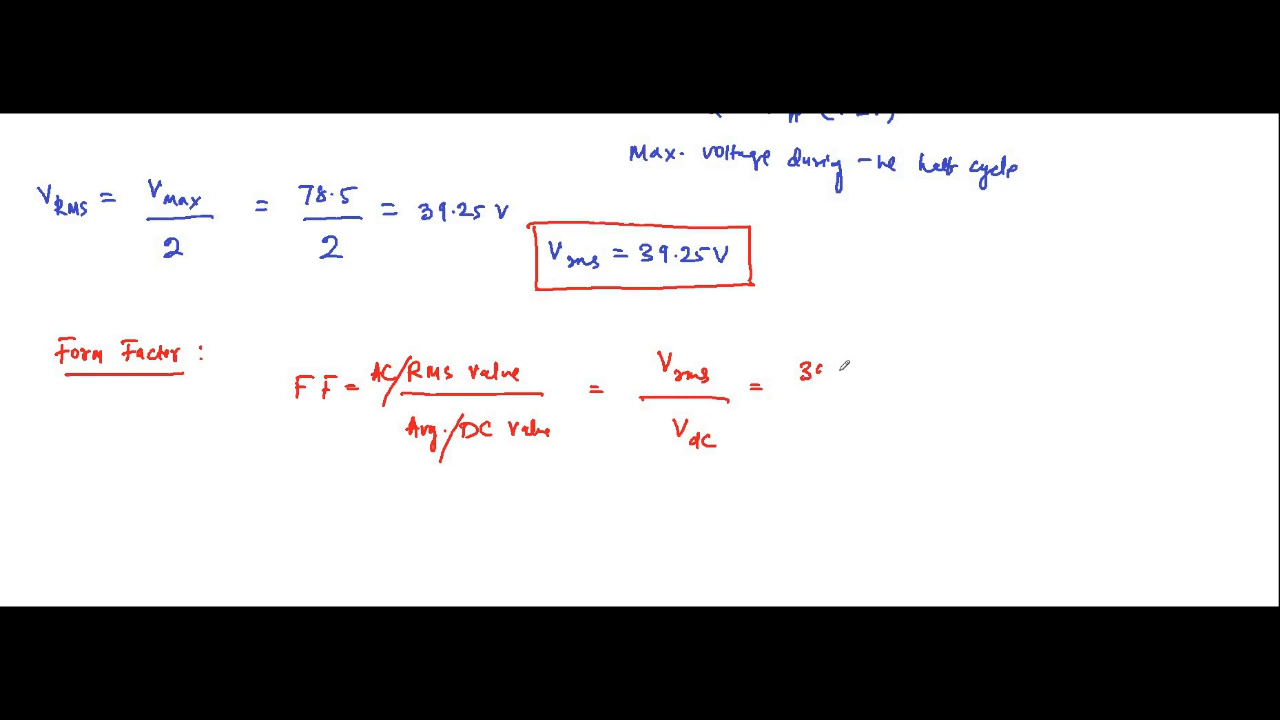 Max. voltage during -ve half cycle
VRMS = Vmax / 2 = 78.5 / 2 = 39.25 V
Vrms = 39.25V
Form Factor :
FF = AC/RMS value / Avg./DC value = Vrms / Vdc = 3